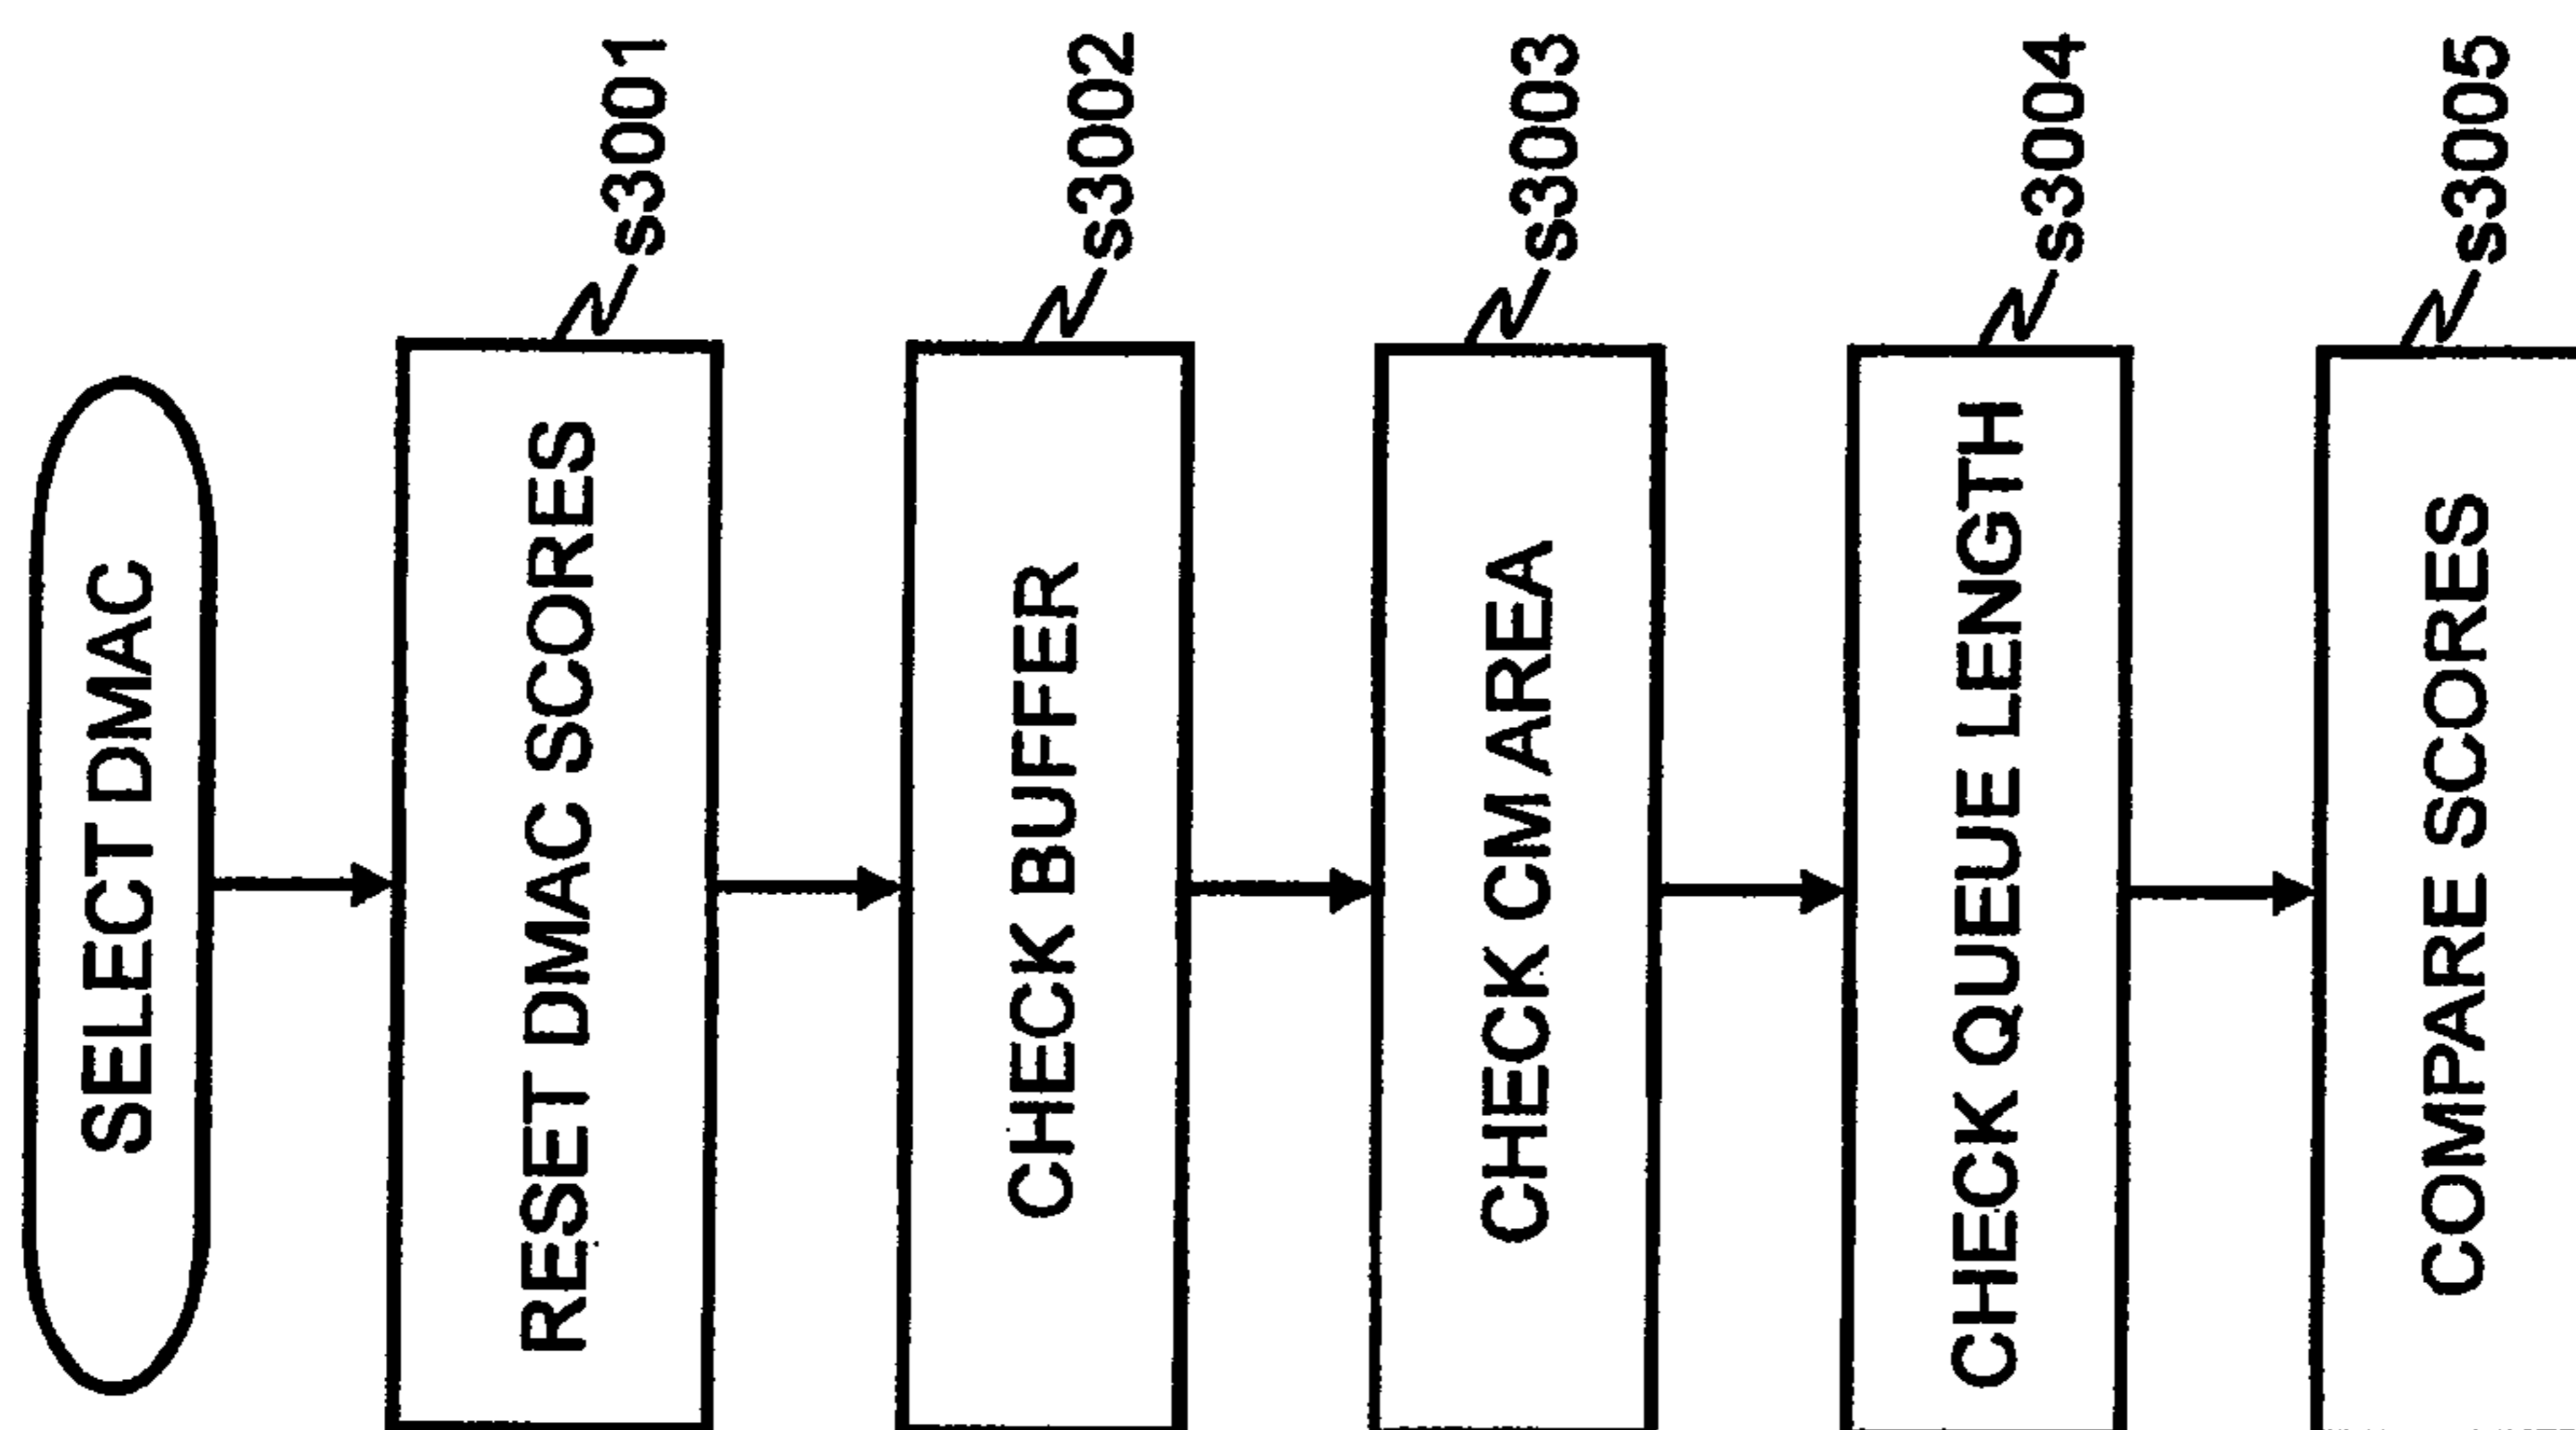 SELECT DMAC
RESET DMAC SCORES
s3001
CHECK BUFFER
s3002
CHECK CM AREA
s3003
CHECK QUEUE LENGTH
s3004
COMPARE SCORES
s3005